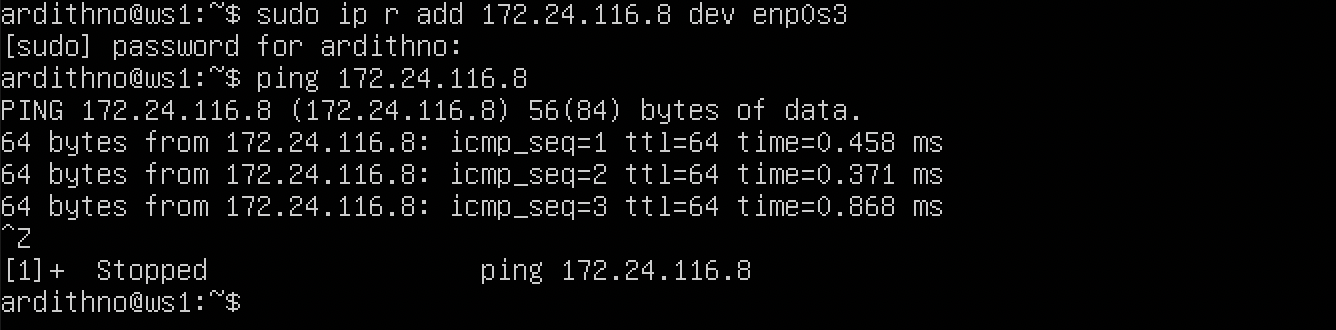 ardithno@ws1:~$ sudo ip r add 172.24.116.8 dev enp0s3
[sudo] password for ardithno:
ardithno@ws1:~$ ping 172.24.116.8
PING 172.24.116.8 (172.24.116.8) 56(84) bytes of data.
64 bytes from 172.24.116.8: icmp_seq=1 ttl=64 time=0.458 ms
64 bytes from 172.24.116.8: icmp_seq=2 ttl=64 time=0.371 ms
64 bytes from 172.24.116.8: icmp_seq=3 ttl=64 time=0.868 ms
^Z
[1]+  Stopped                 ping 172.24.116.8
ardithno@ws1:~$